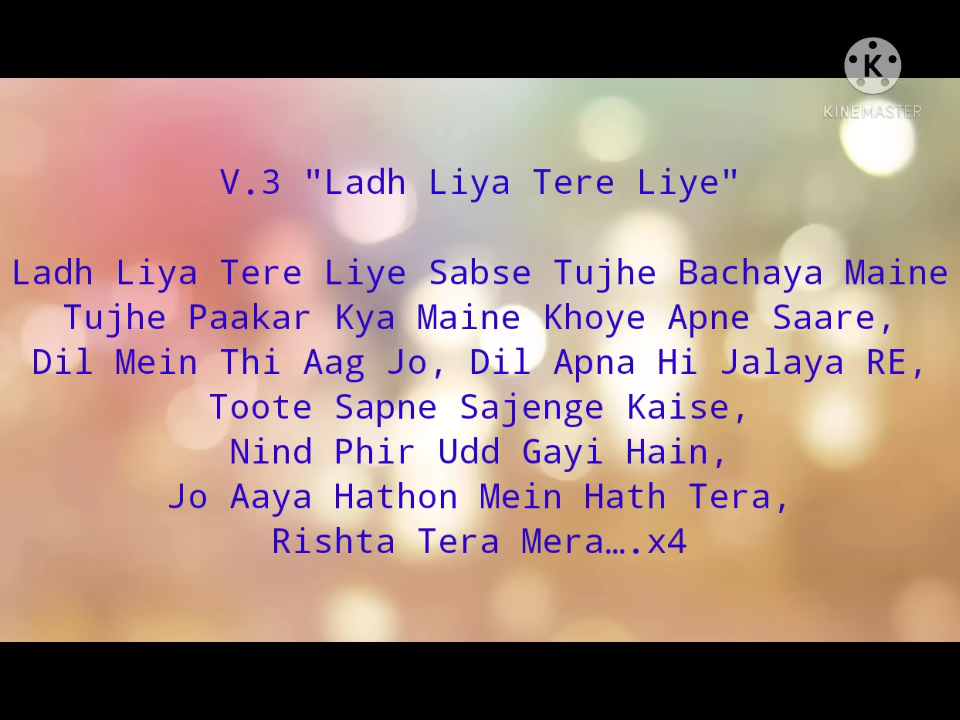 K
KINEMASTER
V.3 "Ladh Liya Tere Liye"
Ladh Liya Tere Liye Sabse Tujhe Bachaya Maine
Tujhe Paakar Kya Maine Khoye Apne Saare,
Dil Mein Thi Aag Jo, Dil Apna Hi Jalaya RE,
Toote Sapne Sajenge Kaise,
Nind Phir Udd Gayi Hain,
Jo Aaya Hathon Mein Hath Tera,
Rishta Tera Mera….x4